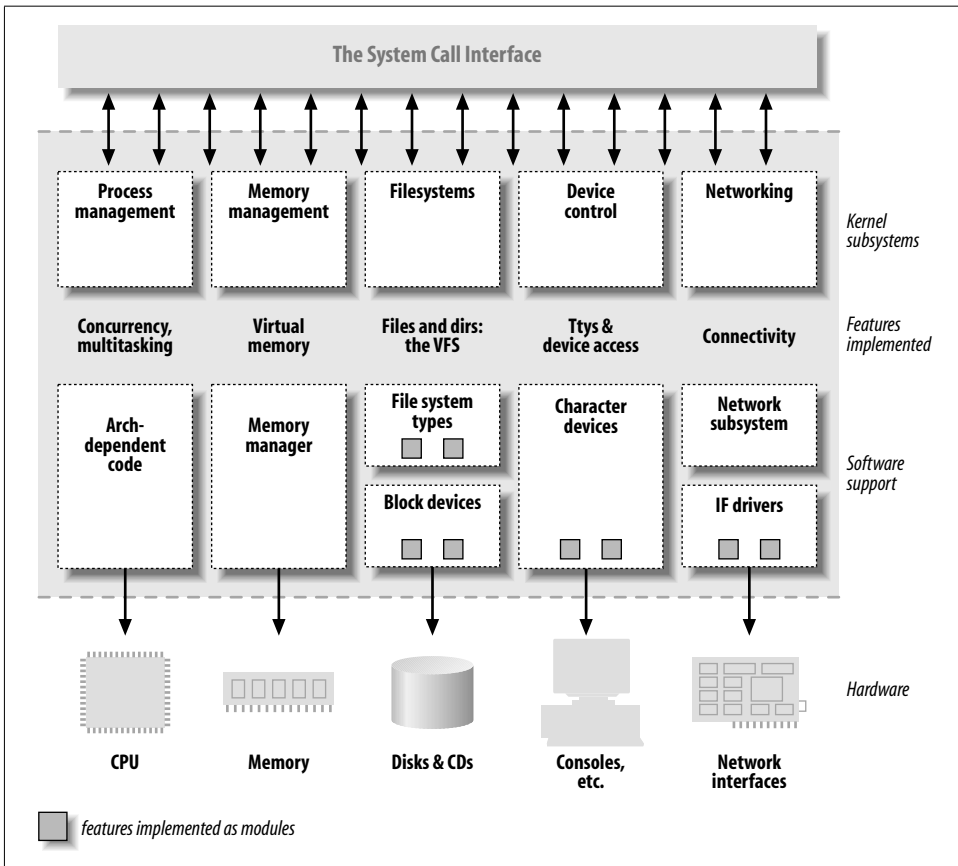 The System Call Interface
Process
management
Memory
management
Filesystems
Device
control
Networking
Kernel
subsystems
Concurrency,
multitasking
Virtual
memory
Files and dirs:
the VFS
Ttys &
device access
Connectivity
Features
implemented
Arch-
dependent
code
Memory
manager
File system
types
Block devices
Character
devices
Network
subsystem
IF drivers
Software
support
Hardware
CPU
Memory
Disks & CDs
Consoles,
etc.
Network
interfaces
features implemented as modules